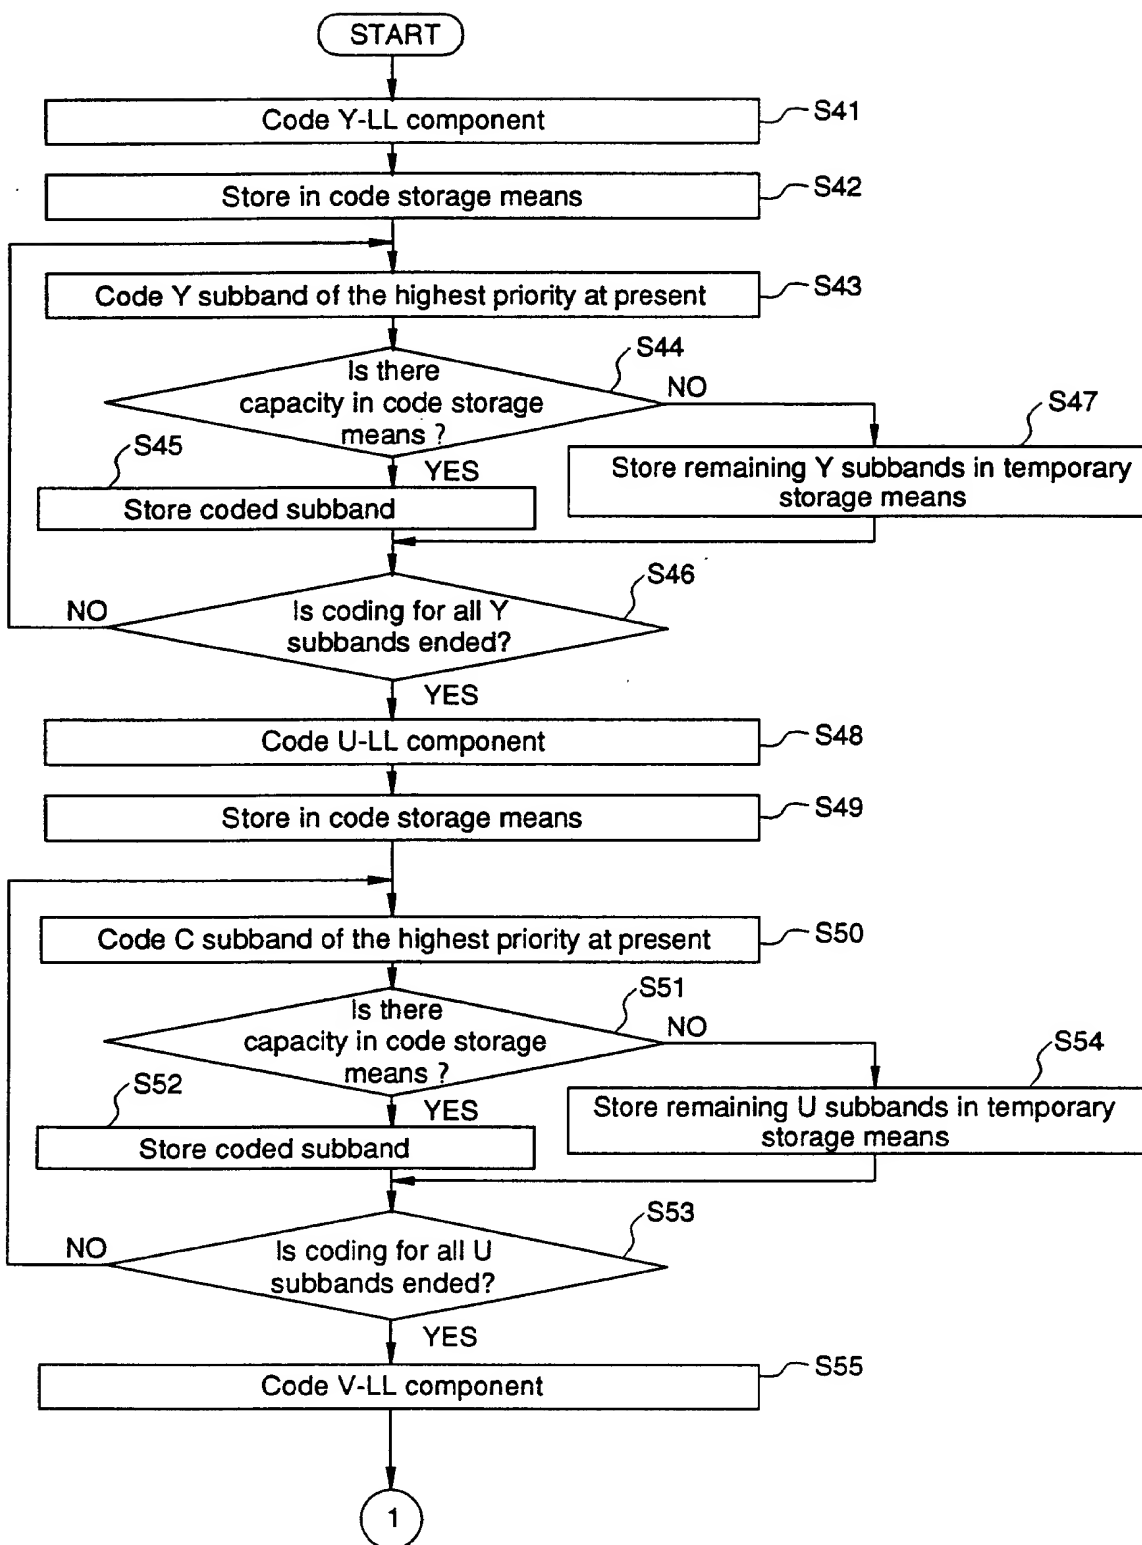 START
Code Y-LL component
S41
Store in code storage means
S42
Code Y subband of the highest priority at present
S43
Is there
capacity in code storage
means ?
S44
NO
YES
S45
Store coded subband
S47
Store remaining Y subbands in temporary
storage means
S46
Is coding for all Y
subbands ended?
NO
YES
Code U-LL component
S48
Store in code storage means
S49
Code C subband of the highest priority at present
S50
Is there
capacity in code storage
means ?
S51
NO
YES
S52
Store coded subband
S54
Store remaining U subbands in temporary
storage means
S53
Is coding for all U
subbands ended?
NO
YES
Code V-LL component
S55
1